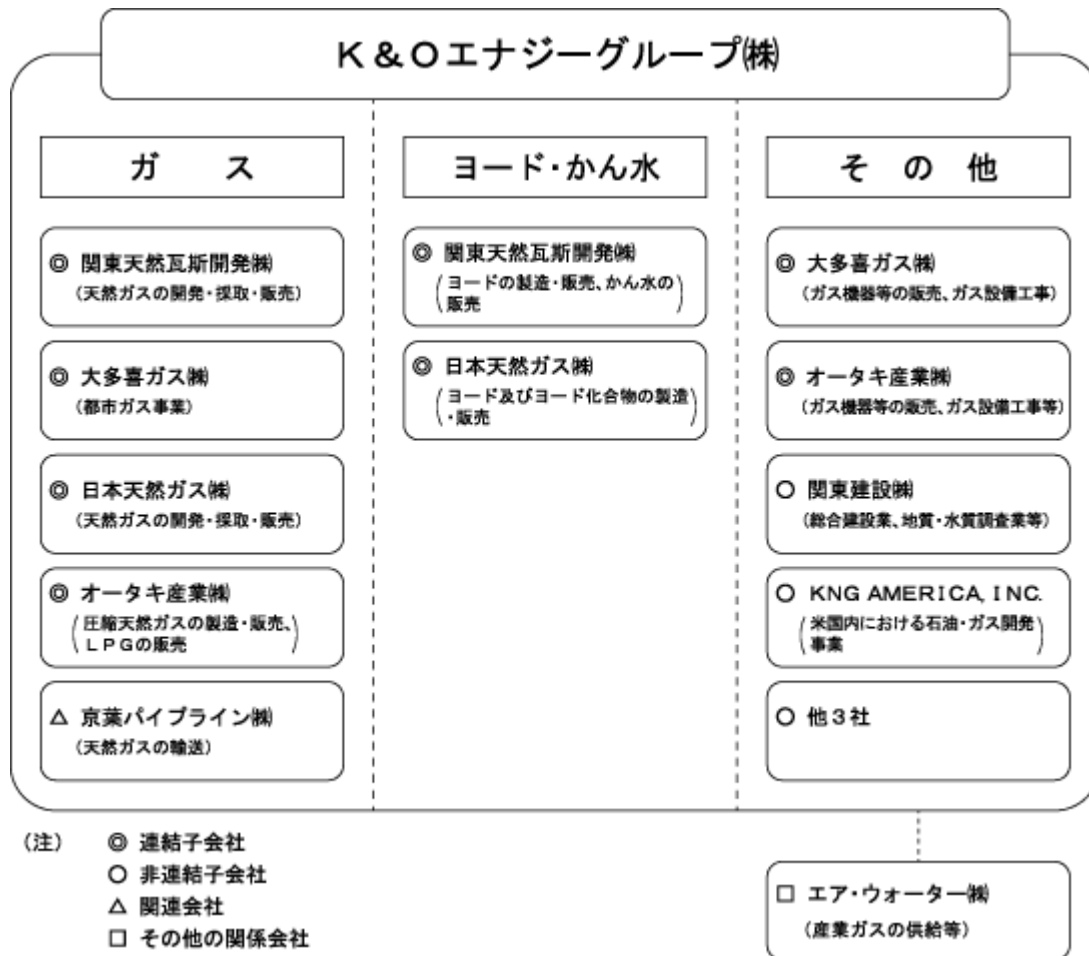 K&Oエナジーグループ㈱
ガ ス
◎ 関東天然瓦斯開発㈱
(天然ガスの開発・採取・販売)
◎ 大多喜ガス㈱
(都市ガス事業)
◎ 日本天然ガス㈱
(天然ガスの開発・採取・販売)
◎ オータキ産業㈱
(圧縮天然ガスの製造・販売、
LPGの販売)
△ 京葉パイプライン㈱
(天然ガスの輸送)
ヨード・かん水
◎ 関東天然瓦斯開発㈱
(ヨードの製造・販売、かん水の
販売)
◎ 日本天然ガス㈱
(ヨード及びヨード化合物の製造
・販売)
そ の 他
◎ 大多喜ガス㈱
(ガス機器等の販売、ガス設備工事)
◎ オータキ産業㈱
(ガス機器等の販売、ガス設備工事等)
○ 関東建設㈱
(総合建設業、地質・水質調査業等)
○ KNG AMERICA, INC.
(米国内における石油・ガス開発
事業)
○ 他3社
(注) ◎ 連結子会社
○ 非連結子会社
△ 関連会社
□ その他の関係会社
□ エア・ウォーター㈱
(産業ガスの供給等)